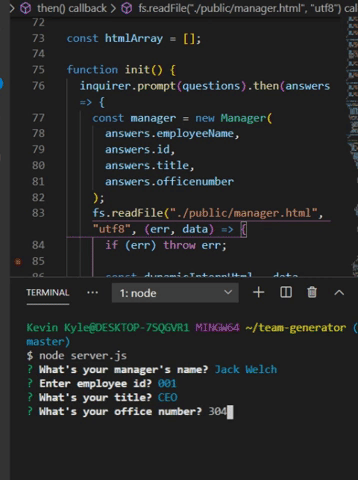 then() callback > fs.readFile("./public/manager.html", "utf8") cal
72
73 const htmlArray = [];
74
75 function init() {
76 inquirer.prompt(questions).then(answers
=> {
77 const manager = new Manager(
78 answers.employeeName,
79 answers.id,
80 answers.title,
81 answers.officenumber
82 );
83 fs.readFile("./public/manager.html",
"utf8", (err, data) => {
84 if (err) throw err;
85
86 const dynamicInternHtml = data
TERMINAL ··· 1: node
Kevin Kyle@DESKTOP-7SQGVR1 MINGW64 ~/team-generator (
master)
$ node server.js
? What's your manager's name? Jack Welch
? Enter employee id? 001
? What's your title? CEO
? What's your office number? 304